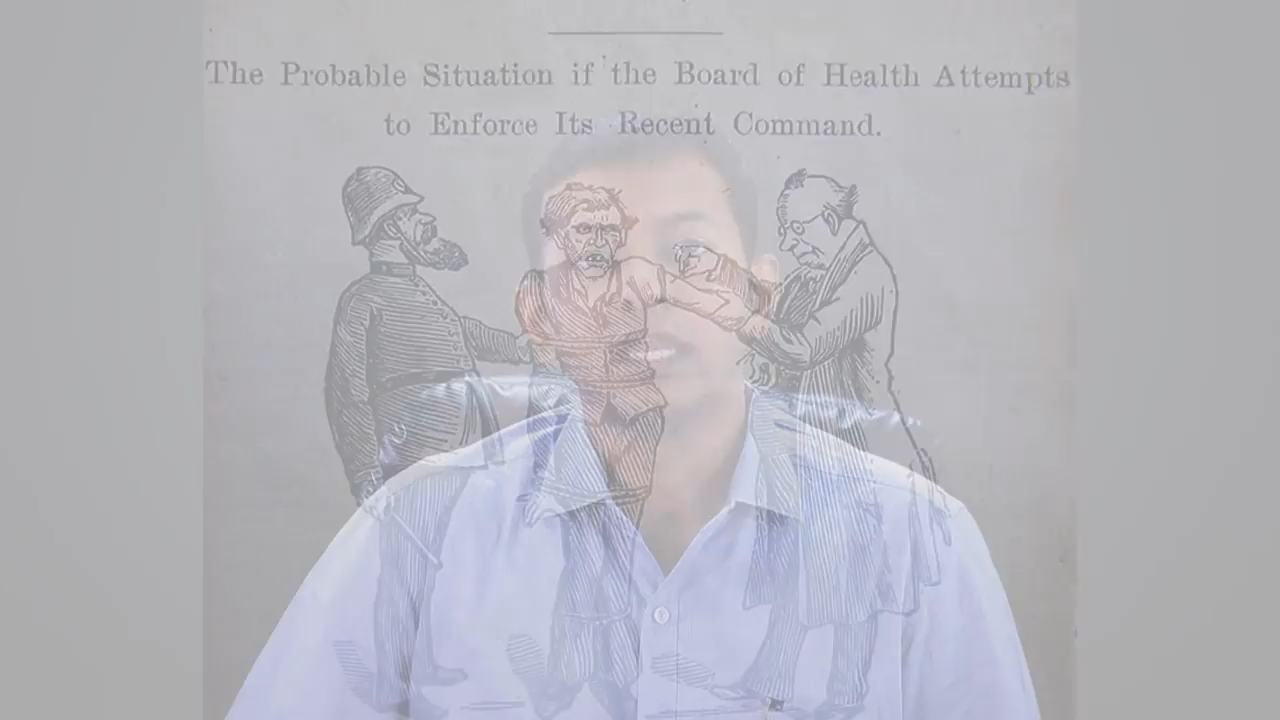 The Probable Situation if the Board of Health Attempts
to Enforce Its Recent Command.